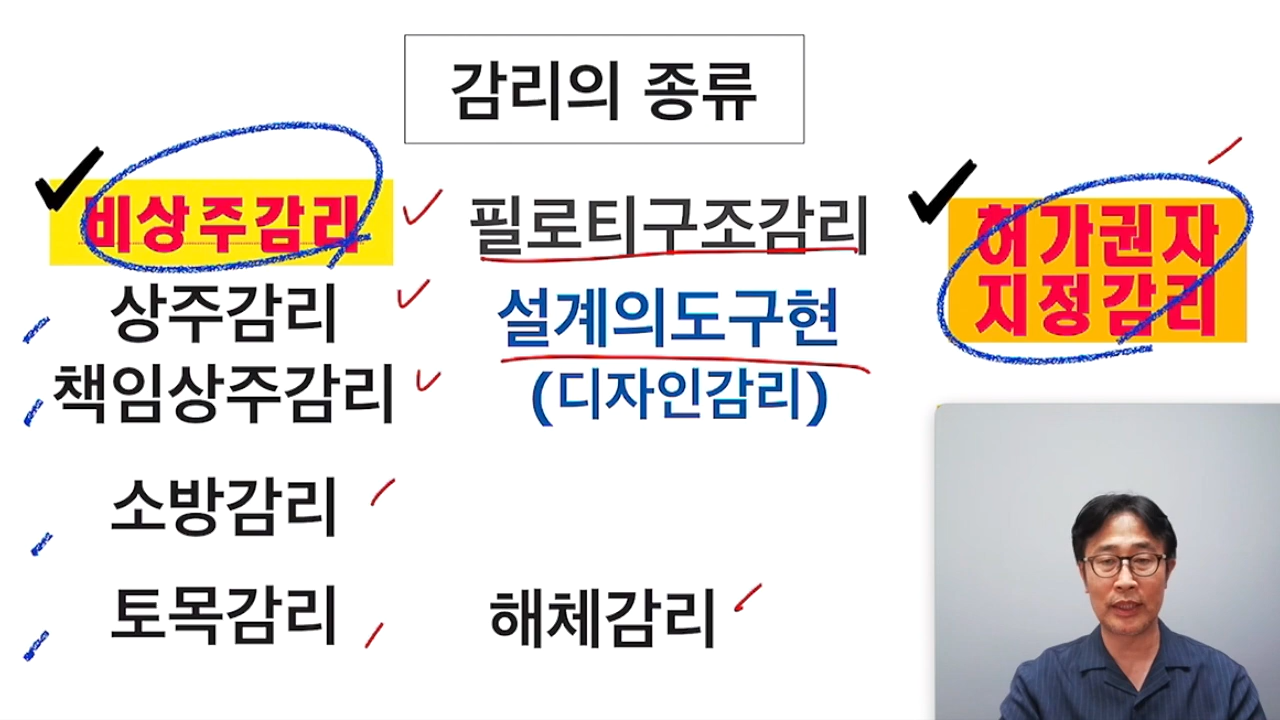 감리의 종류
비상주감리
상주감리
책임상주감리
소방감리
토목감리
필로티구조감리
설계의도구현
(디자인감리)
해체감리
허가권자
지정감리